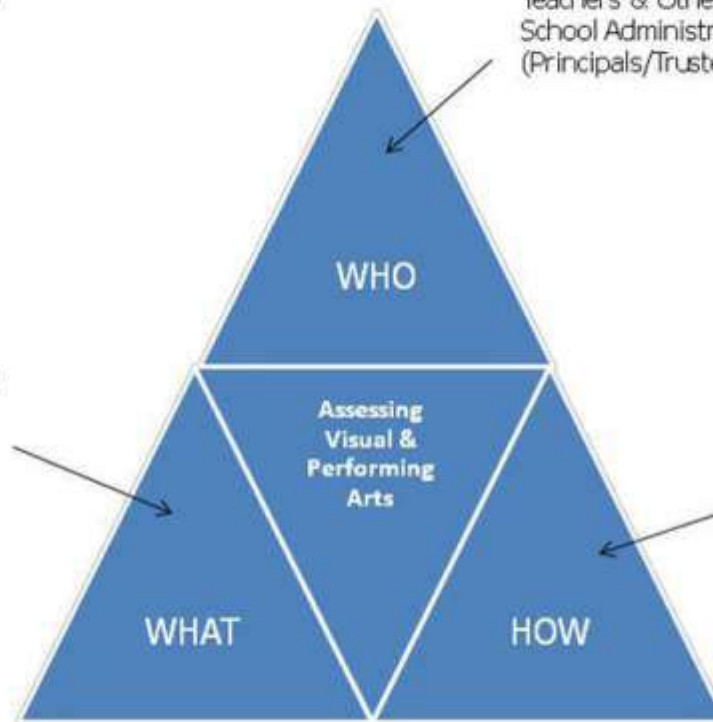 Teachers & Othe
School Administr
(Principals/Truste
WHO
Assessing
Visual &
Performing
Arts
WHAT
HOW